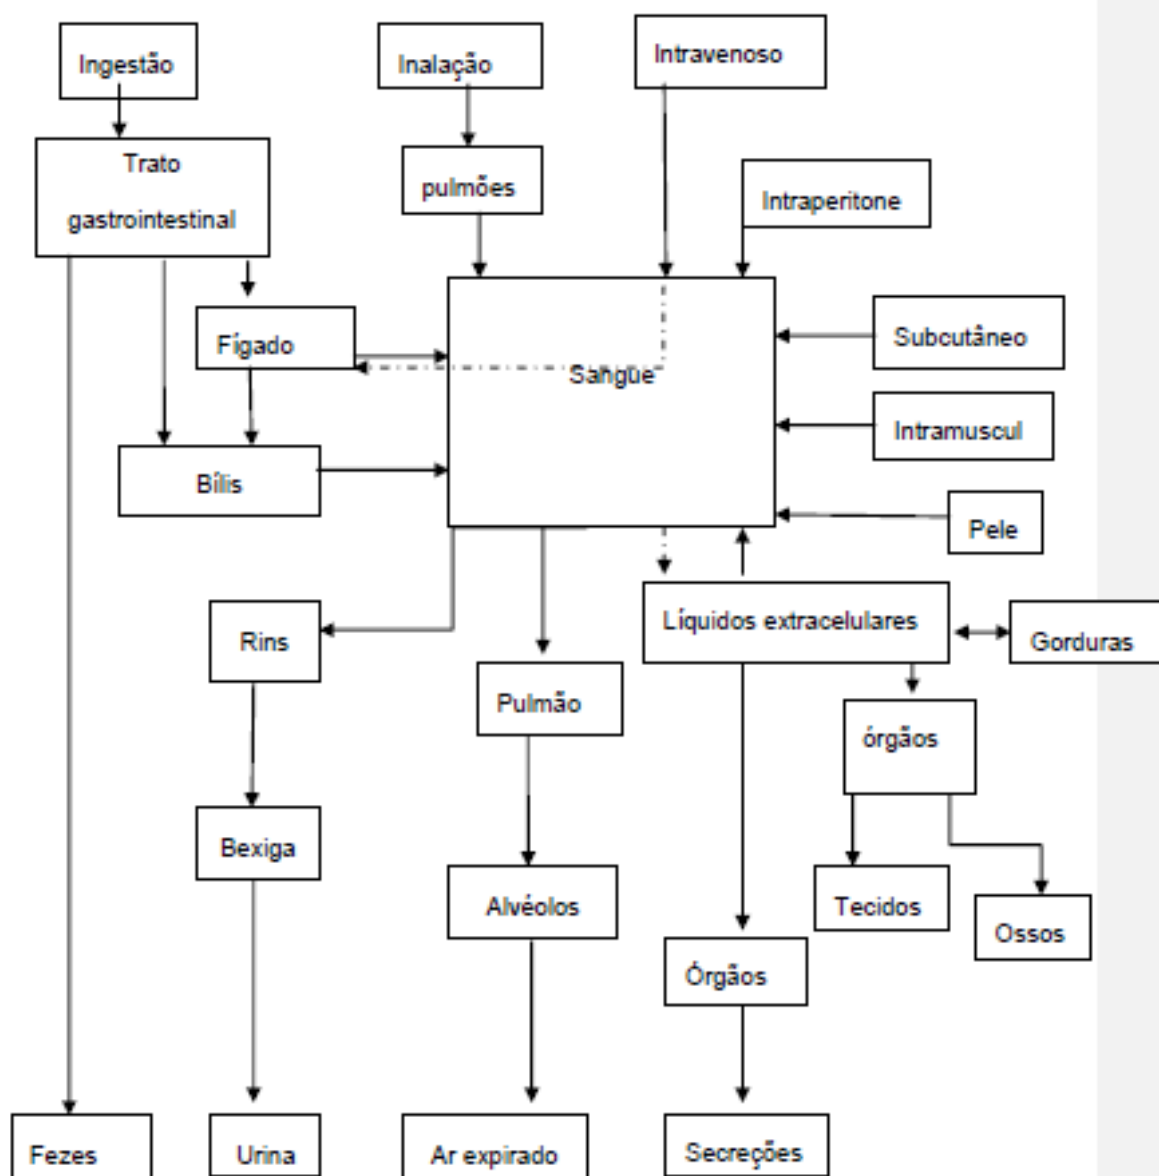 Ingestão
Inalação
Intravenoso
Trato
gastrointestinal
pulmões
Intraperitone
Fígado
Sangue
Subcutâneo
Intramuscul
Bílis
Pele
Rins
Líquidos extracelulares
Gorduras
Pulmão
órgãos
Bexiga
Alvéolos
Tecidos
Ossos
Órgãos
Fezes
Urina
Ar expirado
Secreções